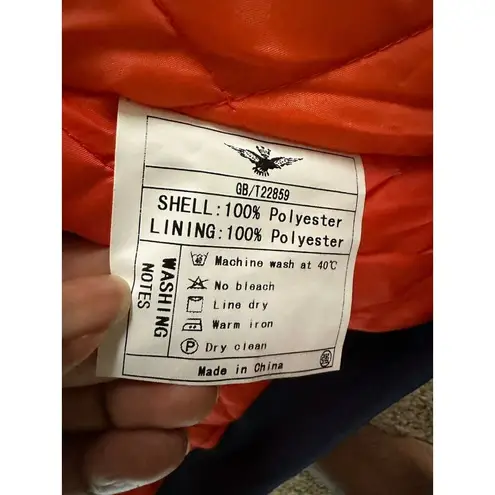 GB/T22859
SHELL:100% Polyester
LINING:100% Polyester
WASHING
NOTES
Machine wash at 40℃
No bleach
Line dry
Warm iron
P Dry clean
Made in China